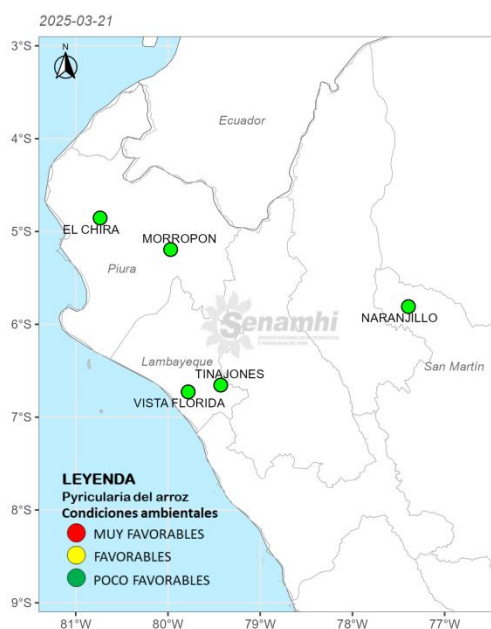 2025-03-21
3°S
N
Ecuador
4°S
EL CHIRA
5°S
MORROPON
Piura
NARANJILLO
6°S
Senamhi
Lambayeque
TINAJONES
San Martín
VISTA FLORIDA
7°S
LEYENDA
Pyricularia del arroz
Condiciones ambientales
MUY FAVORABLES
FAVORABLES
POCO FAVORABLES
8°S
9°S
81°W 80°W 79°W 78°W 77°W